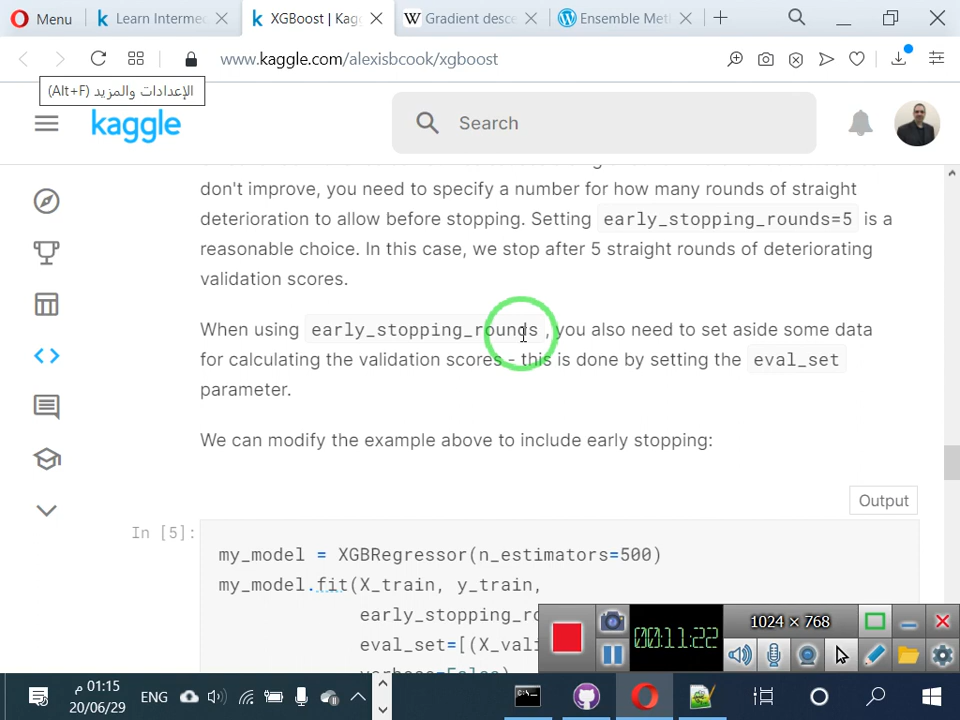 Menu
Learn Intermec
XGBoost | Kagg
Gradient desce
Ensemble Met
www.kaggle.com/alexisbcook/xgboost
الإعدادات والمزيد (Alt+F)
kaggle
Search
don't improve, you need to specify a number for how many rounds of straight
deterioration to allow before stopping. Setting early_stopping_rounds=5 is a
reasonable choice. In this case, we stop after 5 straight rounds of deteriorating
validation scores.
When using early_stopping_rounds , you also need to set aside some data
for calculating the validation scores - this is done by setting the eval_set
parameter.
We can modify the example above to include early stopping:
Output
In [5]:
my_model = XGBRegressor(n_estimators=500)
my_model.fit(X_train, y_train,
early_stopping_ro
eval_set=[(X_vali
verbose=False)
1024 × 768
00:11:22
01:15 م
20/06/29
ENG